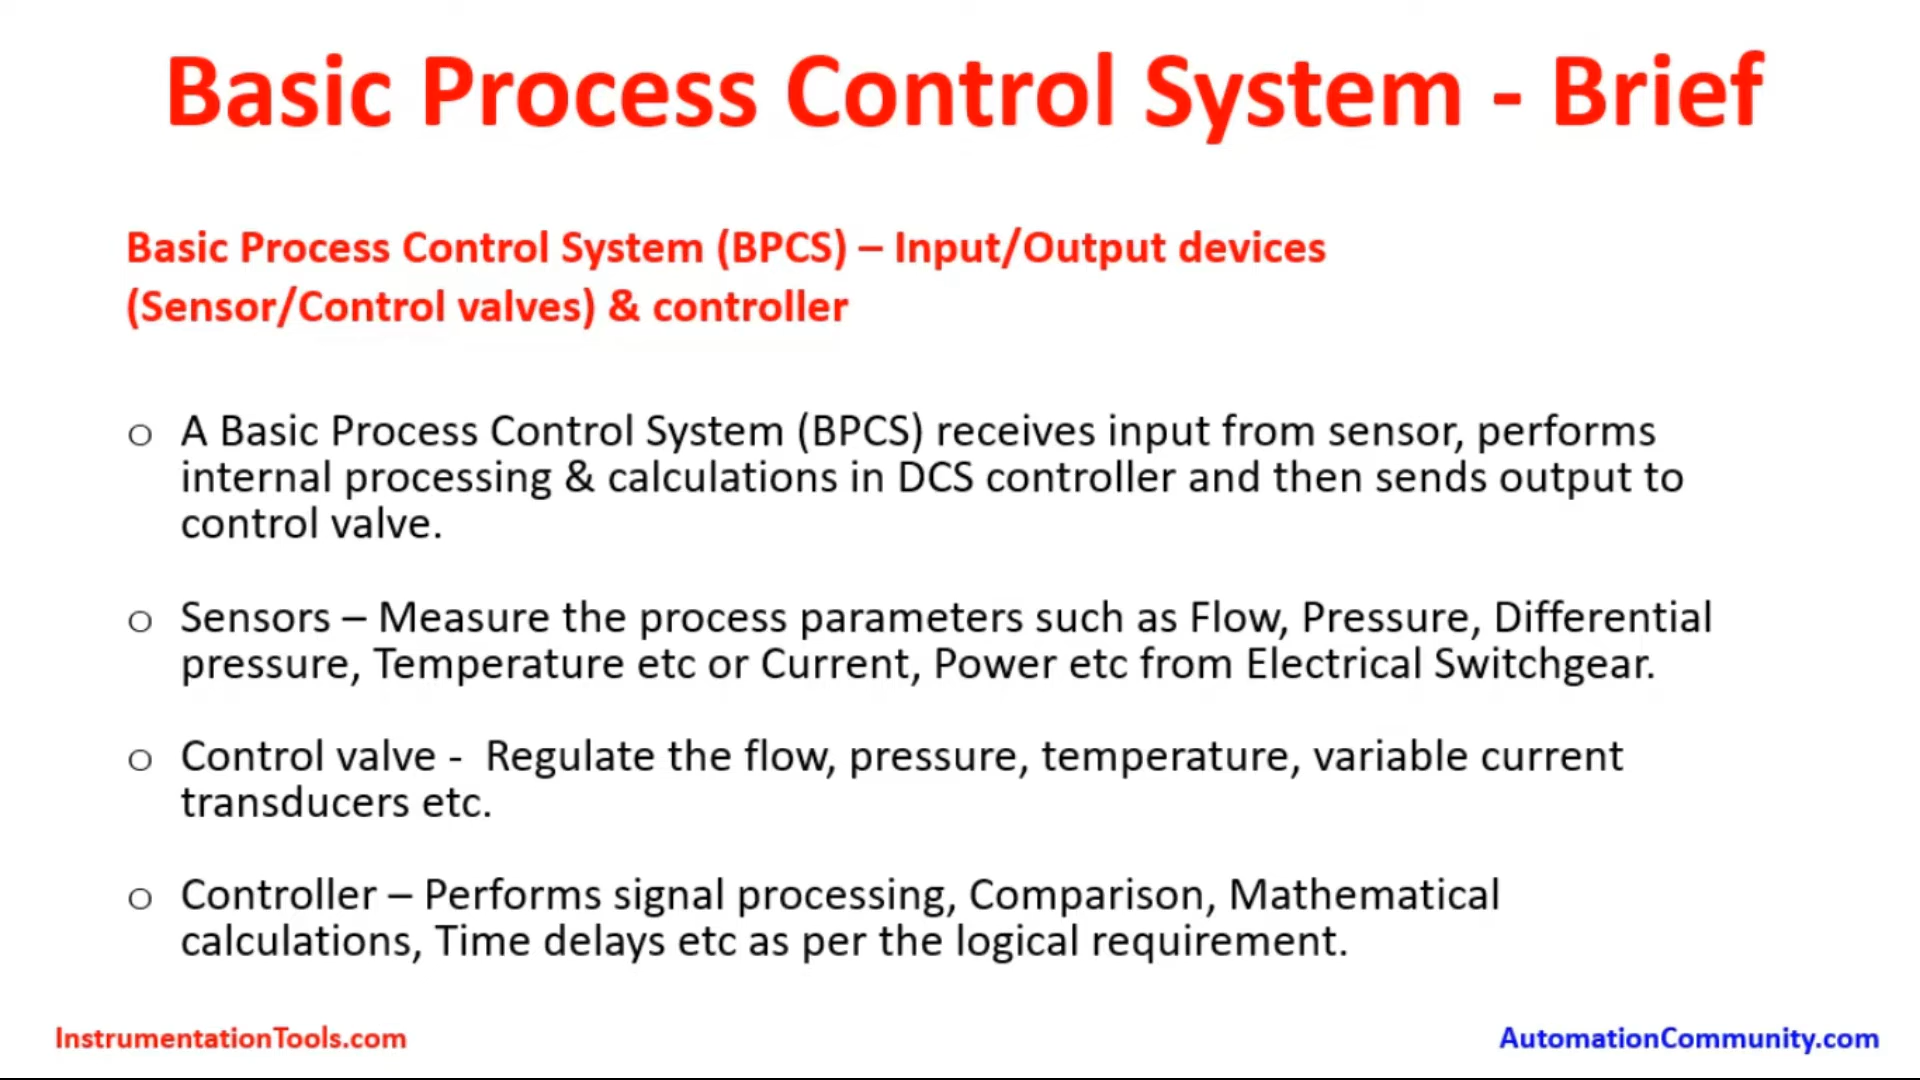 Basic Process Control System - Brief
Basic Process Control System (BPCS) – Input/Output devices
(Sensor/Control valves) & controller
o A Basic Process Control System (BPCS) receives input from sensor, performs
internal processing & calculations in DCS controller and then sends output to
control valve.
o Sensors – Measure the process parameters such as Flow, Pressure, Differential
pressure, Temperature etc or Current, Power etc from Electrical Switchgear.
o Control valve - Regulate the flow, pressure, temperature, variable current
transducers etc.
o Controller – Performs signal processing, Comparison, Mathematical
calculations, Time delays etc as per the logical requirement.
InstrumentationTools.com
AutomationCommunity.com